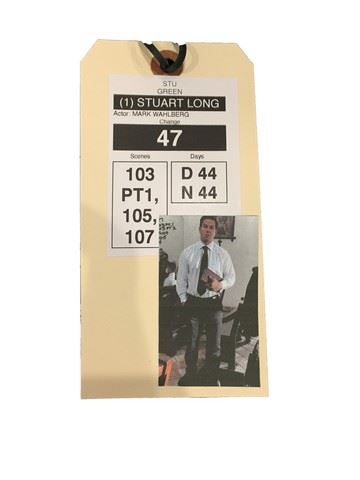 STU
GREEN
(1) STUART LONG
Actor: MARK WAHLBERG
Change
47
Scenes
Days
103
PT1,
105,
107
D 44
N 44